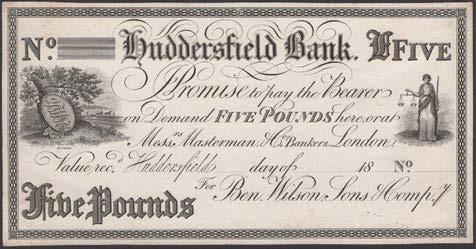 No. Huddersfield Bank. £FIVE
I Promise to pay the Bearer
on Demand FIVE POUNDS here, or at
Mess.rs Masterman & Co. Bankers, London.
Value rec.d Huddersfield day of 18 No
For Ben. Wilson, Sons & Comp.y
Five Pounds